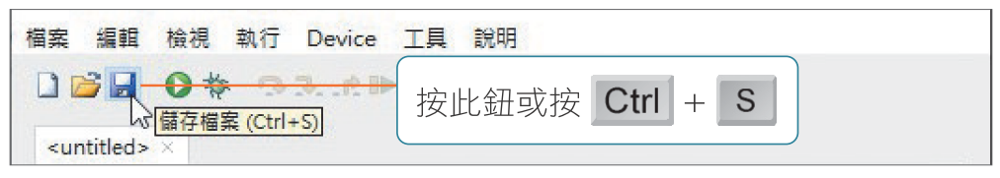 檔案 編輯 檢視 執行 Device 工具 說明
按此鈕或按 Ctrl + S
儲存檔案 (Ctrl+S)
<untitled> ×